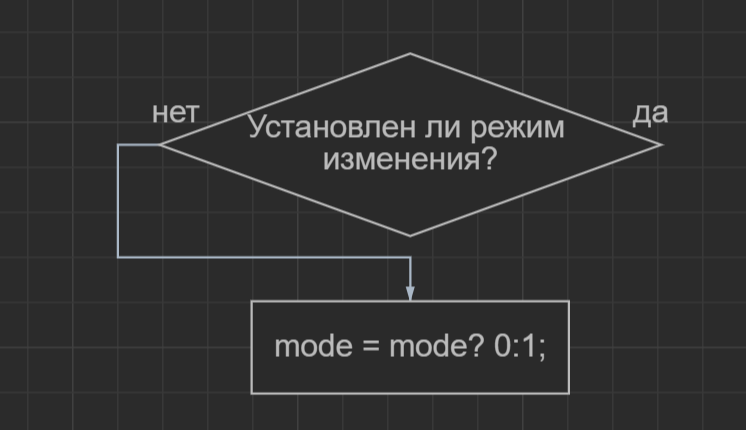 нет
да
Установлен ли режим
изменения?
mode = mode? 0:1;